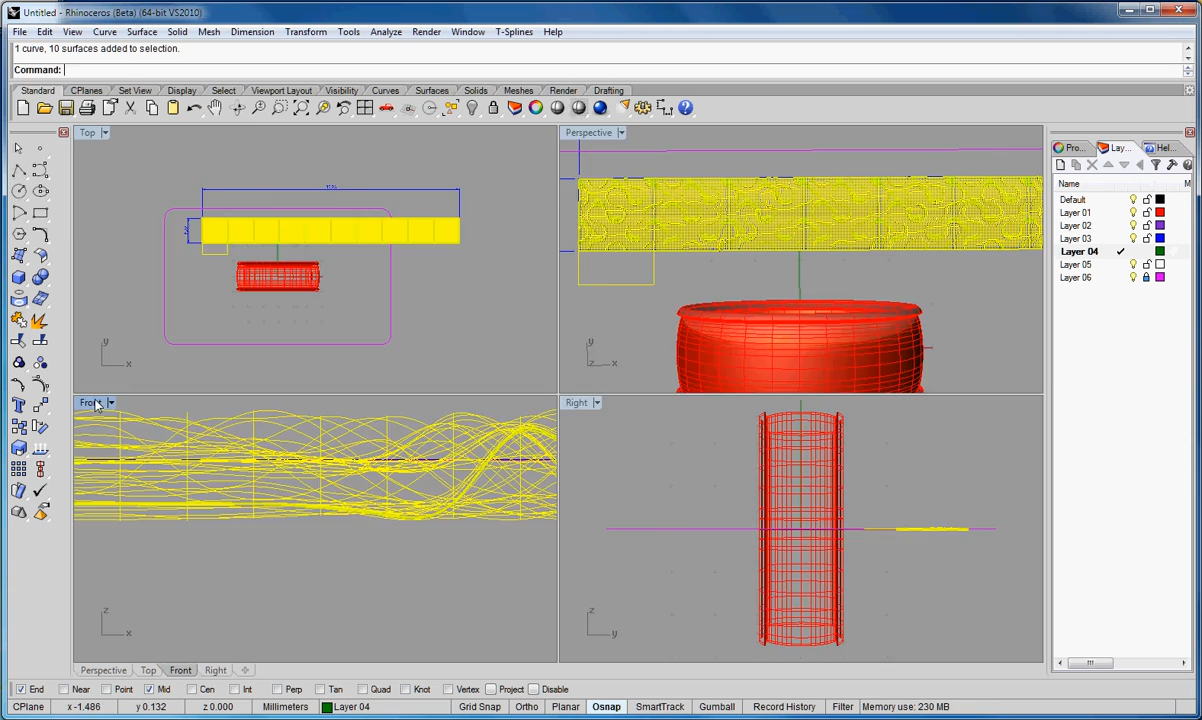 Untitled - Rhinoceros (Beta) (64-bit VS2010)
File Edit View Curve Surface Solid Mesh Dimension Transform Tools Analyze Render Window T-Splines Help
1 curve, 10 surfaces added to selection.
Command:
Standard CPlanes Set View Display Select Viewport Layout Visibility Curves Surfaces Solids Meshes Render Drafting
Top
Perspective
Pro... Lay... Hel...
Name M
Default
Layer 01
Layer 02
Layer 03
Layer 04
Layer 05
Layer 06
y
x
y
z x
Front
Right
z
x
z
y
Perspective Top Front Right
End Near Point Mid Cen Int Perp Tan Quad Knot Vertex Project Disable
CPlane x -1.486 y 0.132 z 0.000 Millimeters Layer 04 Grid Snap Ortho Planar Osnap SmartTrack Gumball Record History Filter Memory use: 230 MB